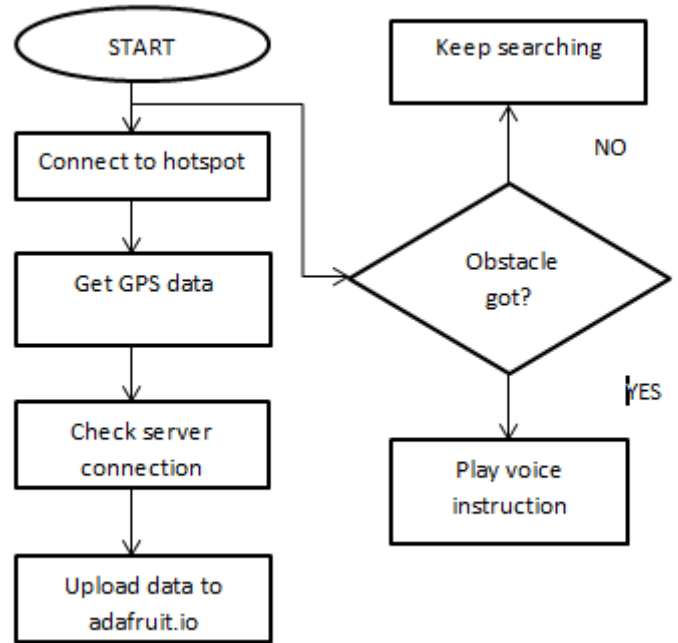 START
Connect to hotspot
Get GPS data
Check server
connection
Upload data to
adafruit.io
Keep searching
NO
Obstacle
got?
YES
Play voice
instruction